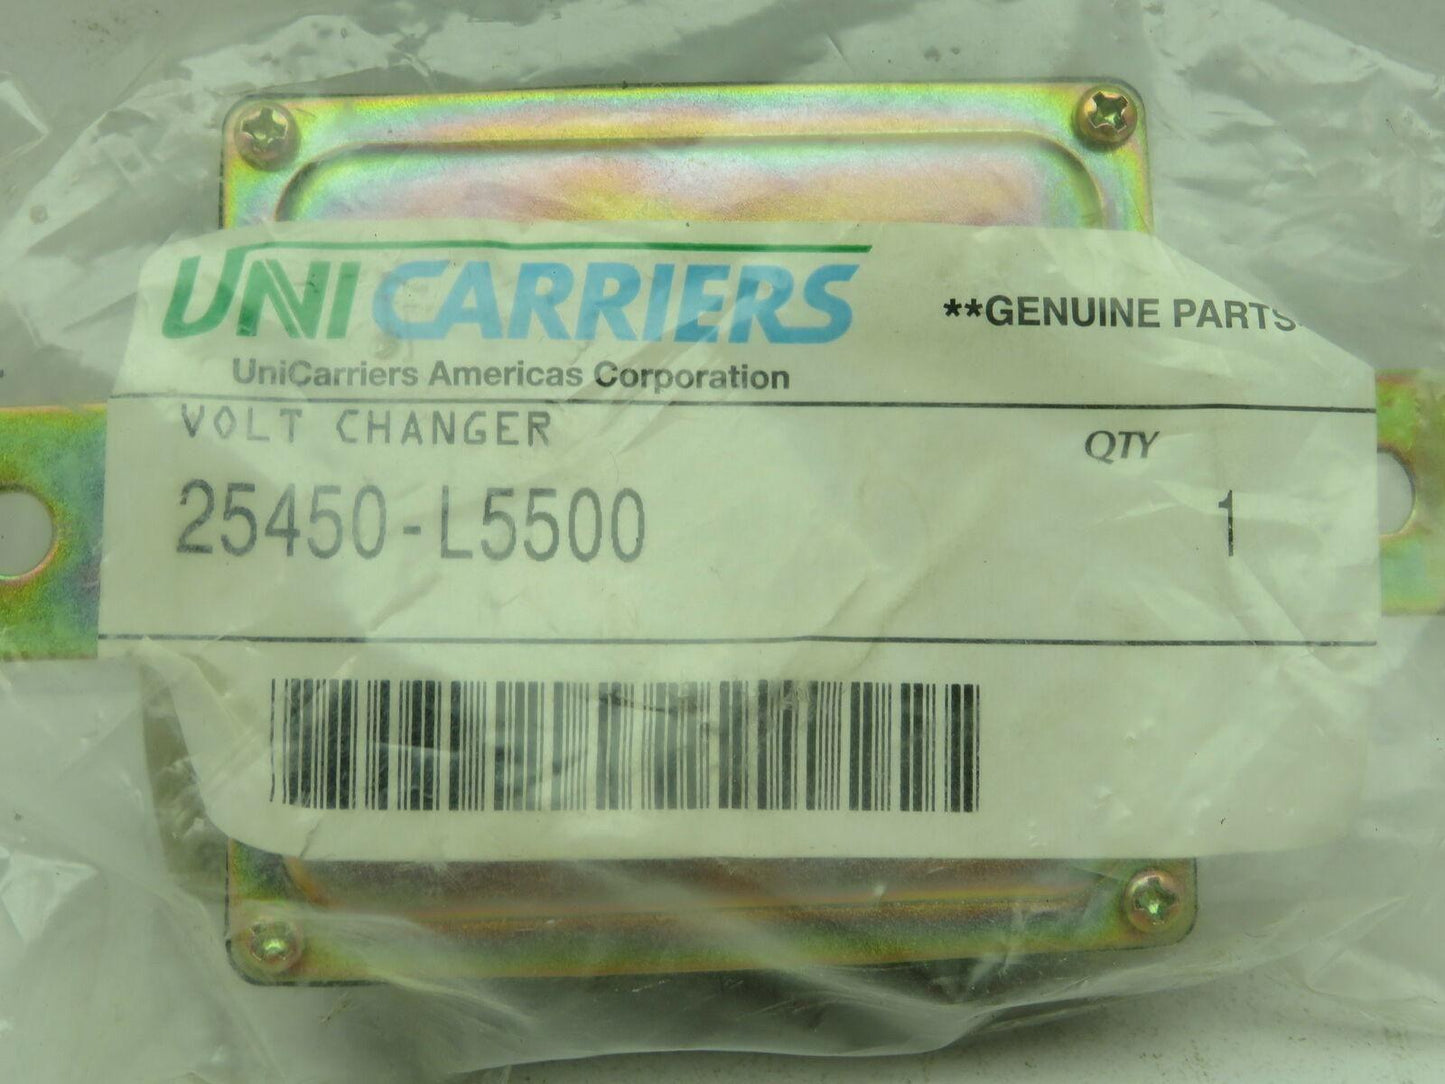 UNICARRIERS
**GENUINE PARTS
UniCarriers Americas Corporation
VOLT CHANGER
QTY
25450-L5500
1